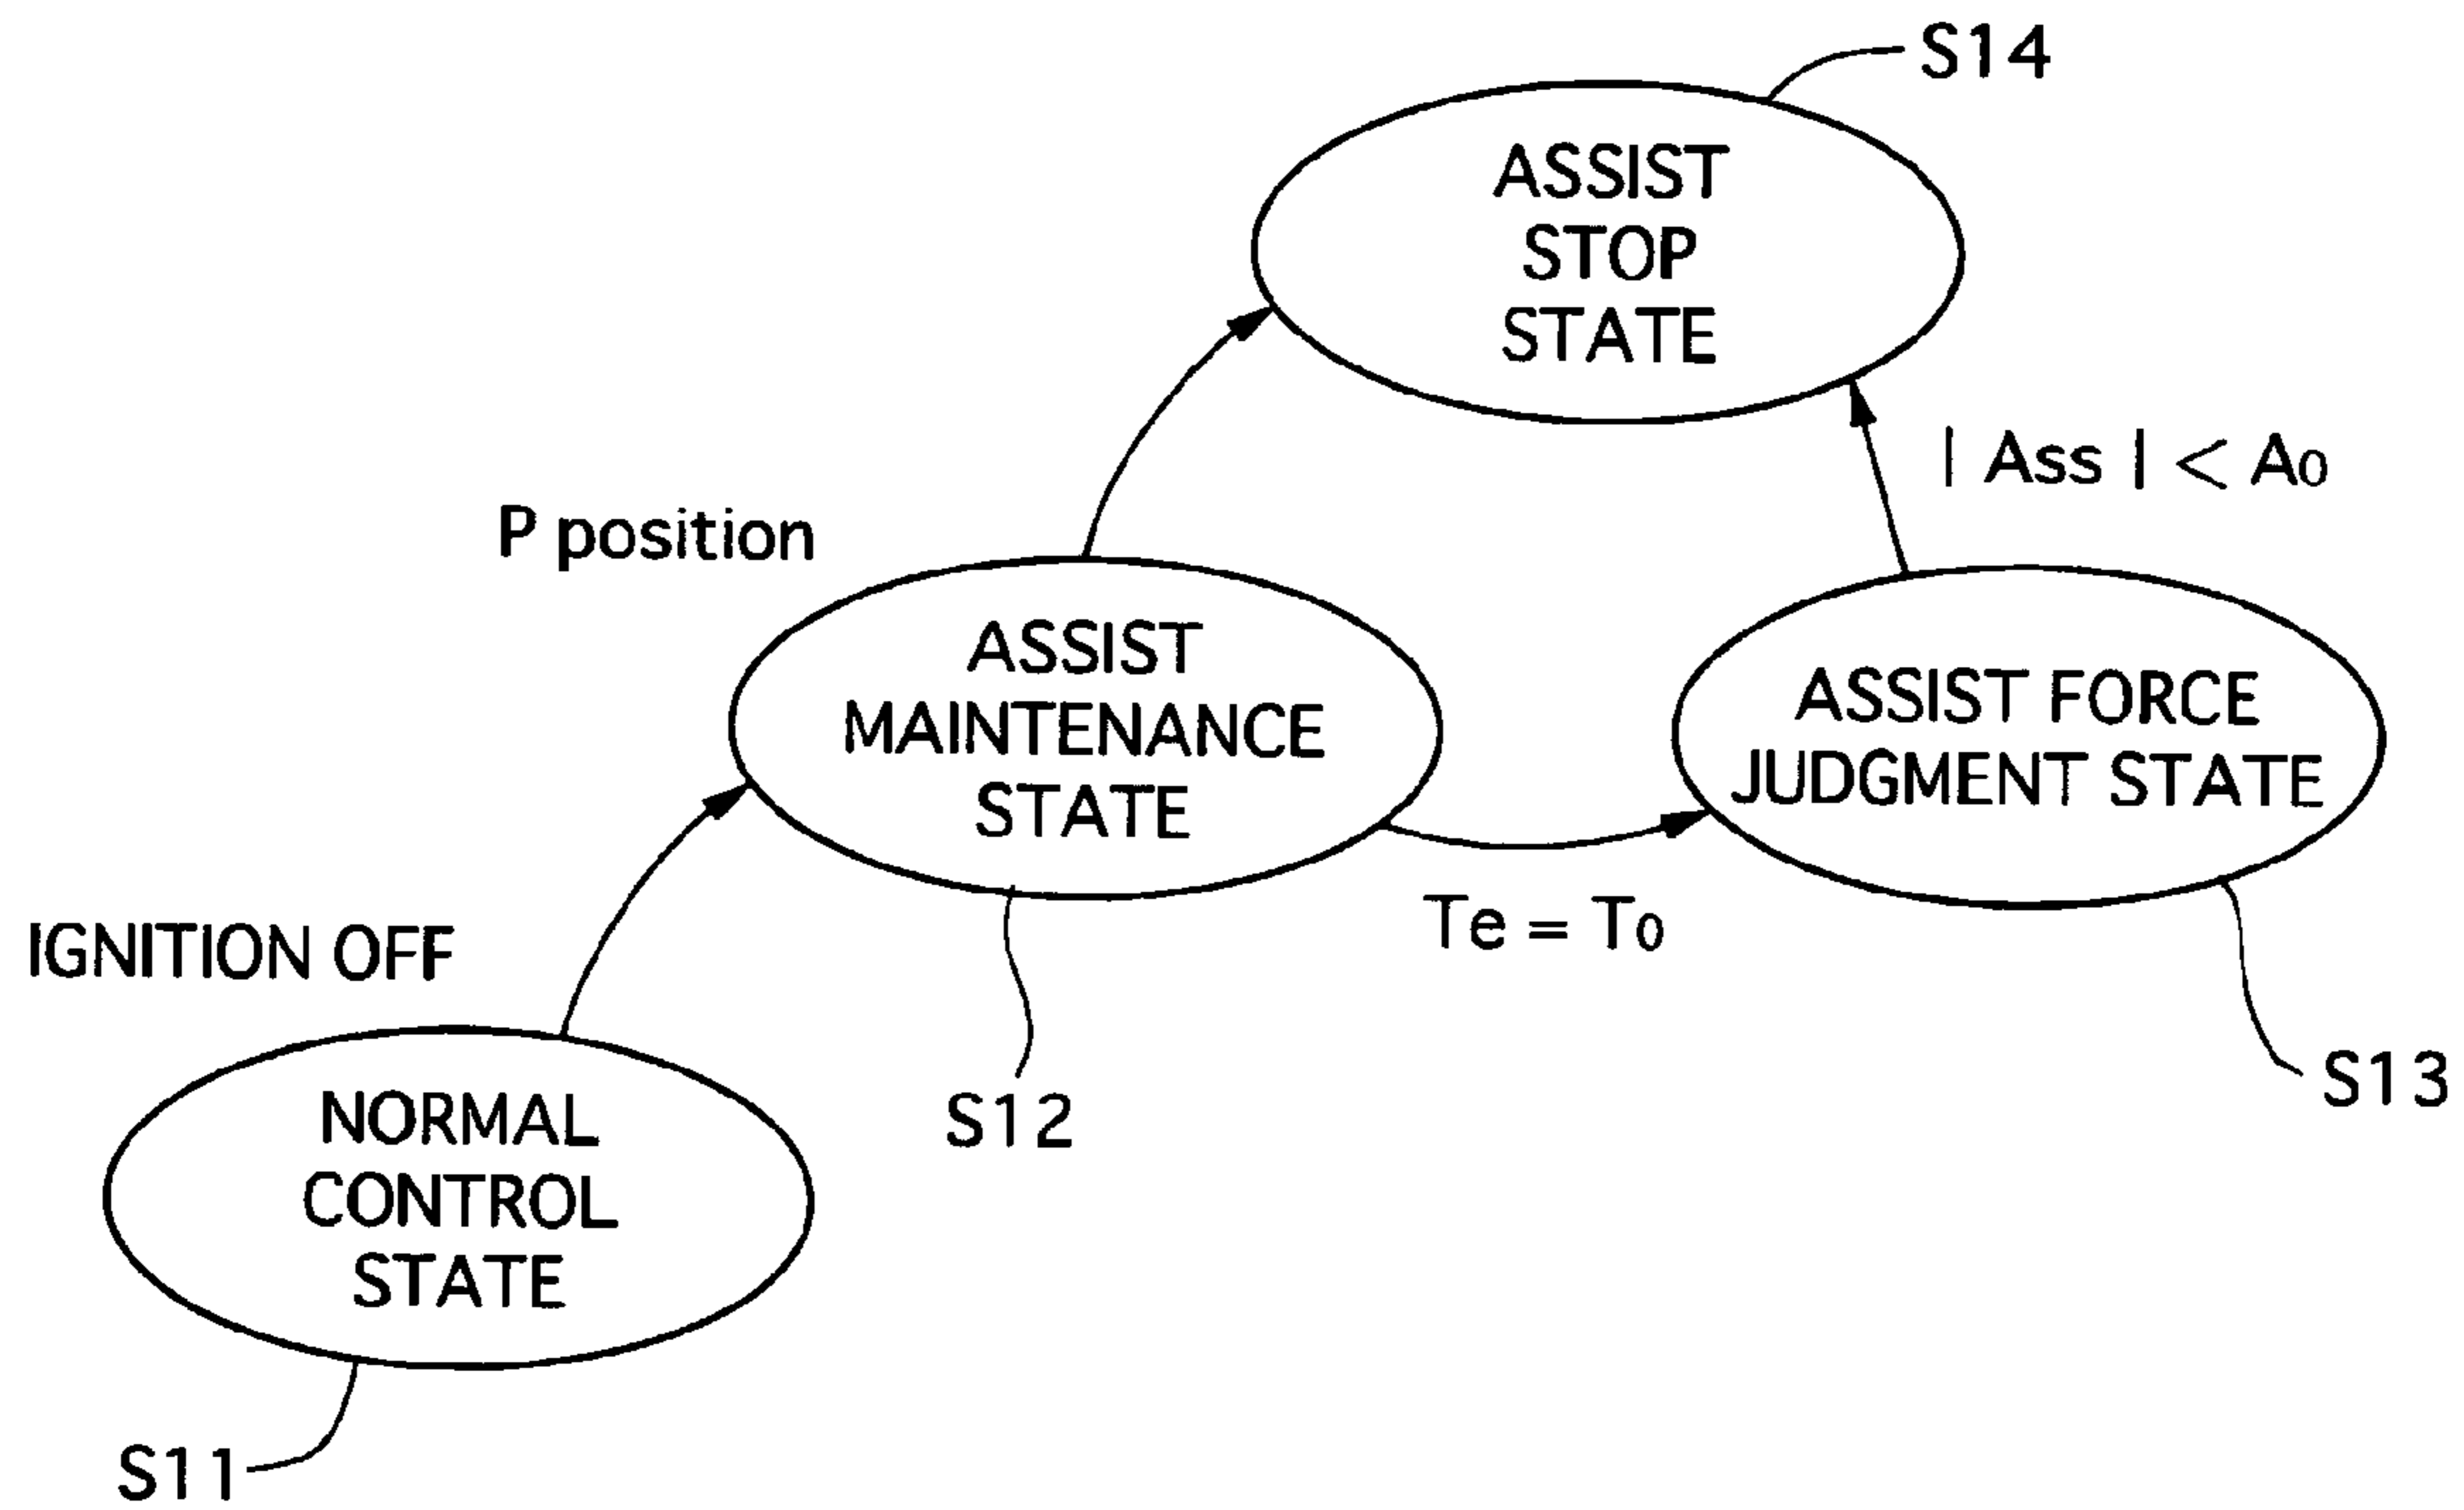 S14
ASSIST
STOP
STATE
| Ass | < A0
P position
ASSIST
MAINTENANCE
STATE
ASSIST FORCE
JUDGMENT STATE
Te = T0
IGNITION OFF
S12
S13
NORMAL
CONTROL
STATE
S11